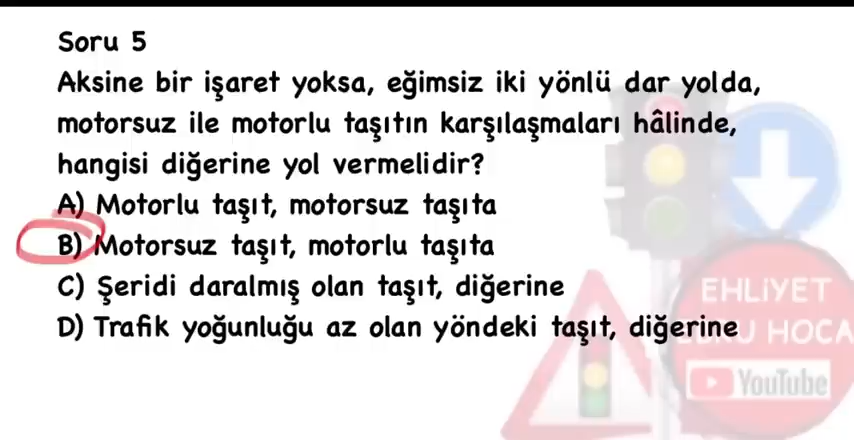 Soru 5
Aksine bir işaret yoksa, eğimsiz iki yönlü dar yolda,
motorsuz ile motorlu taşıtın karşılaşmaları hâlinde,
hangisi diğerine yol vermelidir?
A) Motorlu taşıt, motorsuz taşıta
B) Motorsuz taşıt, motorlu taşıta
C) Şeridi daralmış olan taşıt, diğerine
D) Trafik yoğunluğu az olan yöndeki taşıt, diğerine
EHLİYET
HOCA
YouTube